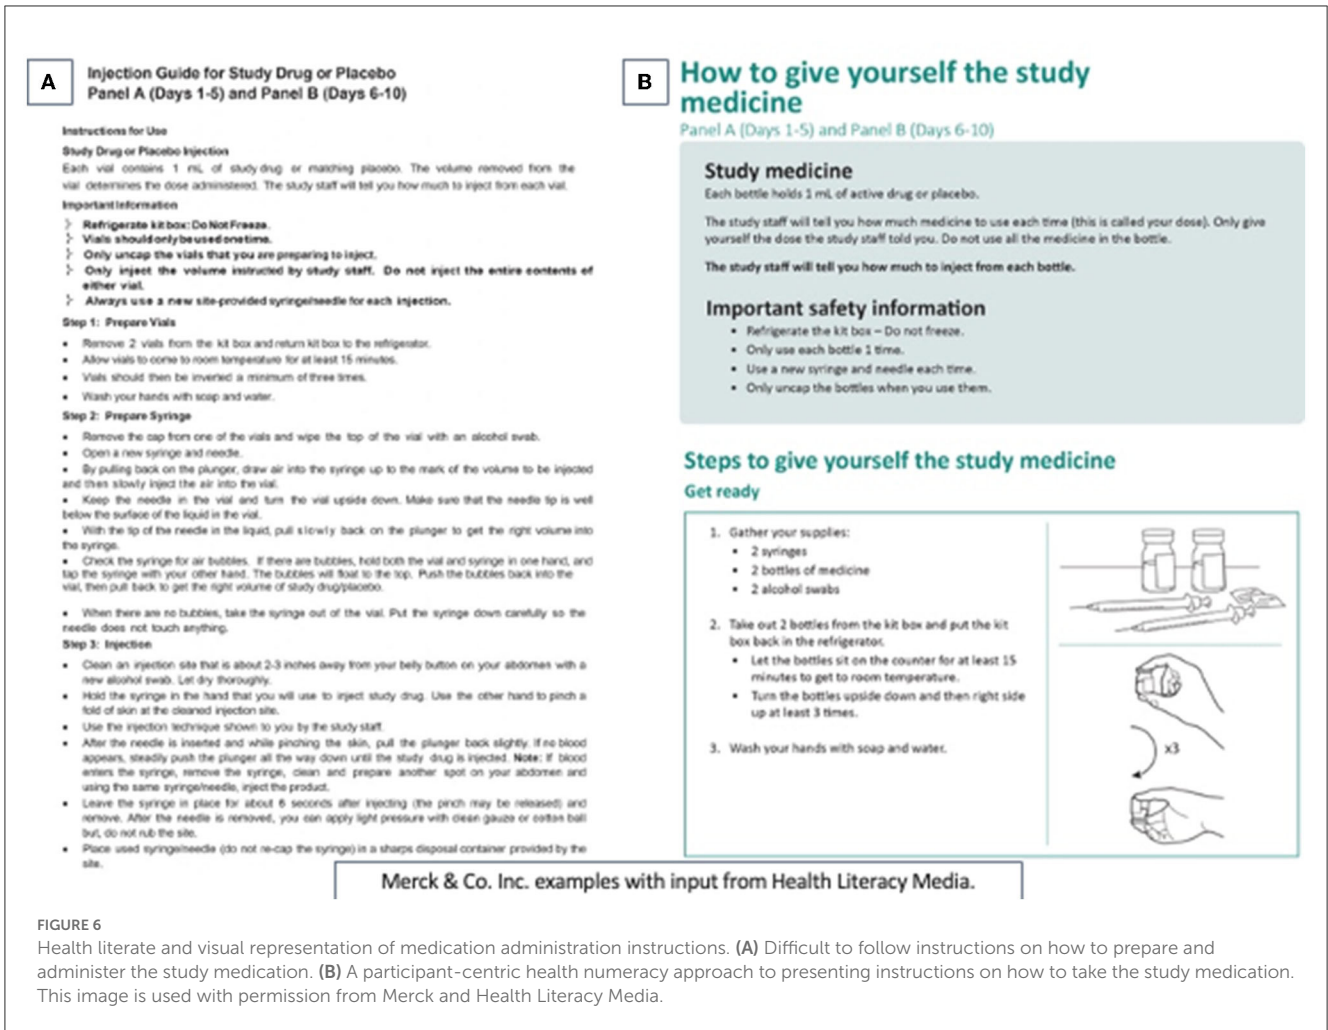 A
Injection Guide for Study Drug or Placebo
Panel A (Days 1-5) and Panel B (Days 6-10)
Instructions for Use
Study Drug or Placebo Injection
Each vial contains 1 mL of study drug or matching placebo. The volume removed from the
vial determines the dose administered. The study staff will tell you how much to inject from each vial.
Important Information
Refrigerate kit box: Do Not Freeze.
Vials should only be used one time.
Only uncap the vials that you are preparing to inject.
Only inject the volume instructed by study staff. Do not inject the entire contents of
either vial.
Always use a new site-provided syringe/needle for each injection.
Step 1: Prepare Vials
• Remove 2 vials from the kit box and return kit box to the refrigerator.
• Allow vials to come to room temperature for at least 15 minutes.
• Vials should then be inverted a minimum of three times.
• Wash your hands with soap and water.
Step 2: Prepare Syringe
• Remove the cap from one of the vials and wipe the top of the vial with an alcohol swab.
• Open a new syringe and needle.
• By pulling back on the plunger, draw air into the syringe up to the mark of the volume to be injected
and then slowly inject the air into the vial.
• Keep the needle in the vial and turn the vial upside down. Make sure that the needle tip is well
below the surface of the liquid in the vial.
• With the tip of the needle in the liquid, pull slowly back on the plunger to get the right volume into
the syringe.
• Check the syringe for air bubbles. If there are bubbles, hold both the vial and syringe in one hand, and
tap the syringe with your other hand. The bubbles will float to the top. Push the bubbles back into the
vial, then pull back to get the right volume of study drug/placebo.
• When there are no bubbles, take the syringe out of the vial. Put the syringe down carefully so the
needle does not touch anything.
Step 3: Injection
• Clean an injection site that is about 2-3 inches away from your belly button on your abdomen with a
new alcohol swab. Let dry thoroughly.
• Hold the syringe in the hand that you will use to inject study drug. Use the other hand to pinch a
fold of skin at the cleaned injection site.
• Use the injection technique shown to you by the study staff.
• After the needle is inserted and while pinching the skin, pull the plunger back slightly. If no blood
appears, steadily push the plunger all the way down until the study drug is injected. Note: If blood
enters the syringe, remove the syringe, clean and prepare another spot on your abdomen and
using the same syringe/needle, inject the product.
• Leave the syringe in place for about 6 seconds after injecting (the pinch may be released) and
remove. After the needle is removed, you can apply light pressure with clean gauze or cotton ball
but, do not rub the site.
• Place used syringe/needle (do not re-cap the syringe) in a sharps disposal container provided by the
site.
B
How to give yourself the study
medicine
Panel A (Days 1-5) and Panel B (Days 6-10)
Study medicine
Each bottle holds 1 mL of active drug or placebo.
The study staff will tell you how much medicine to use each time (this is called your dose). Only give
yourself the dose the study staff told you. Do not use all the medicine in the bottle.
The study staff will tell you how much to inject from each bottle.
Important safety information
• Refrigerate the kit box – Do not freeze.
• Only use each bottle 1 time.
• Use a new syringe and needle each time.
• Only uncap the bottles when you use them.
Steps to give yourself the study medicine
Get ready
1. Gather your supplies:
• 2 syringes
• 2 bottles of medicine
• 2 alcohol swabs
2. Take out 2 bottles from the kit box and put the kit
box back in the refrigerator.
• Let the bottles sit on the counter for at least 15
minutes to get to room temperature.
• Turn the bottles upside down and then right side
up at least 3 times.
3. Wash your hands with soap and water.
x3
Merck & Co. Inc. examples with input from Health Literacy Media.
FIGURE 6
Health literate and visual representation of medication administration instructions. (A) Difficult to follow instructions on how to prepare and
administer the study medication. (B) A participant-centric health numeracy approach to presenting instructions on how to take the study medication.
This image is used with permission from Merck and Health Literacy Media.